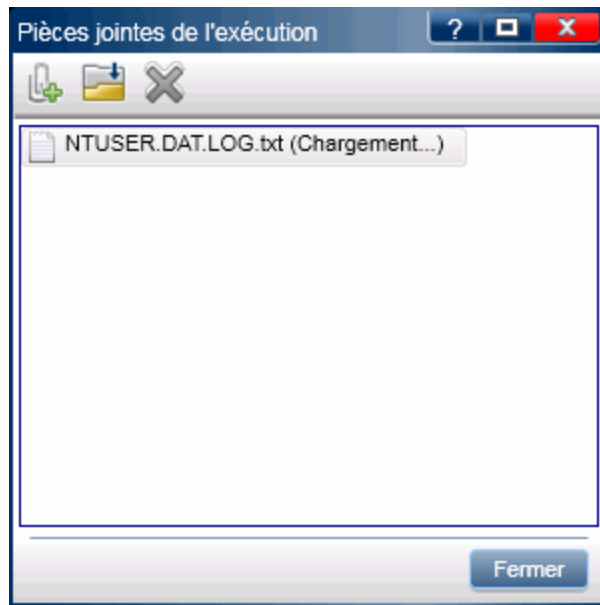 Pièces jointes de l'exécution
?
NTUSER.DAT.LOG.txt (Chargement...)
Fermer